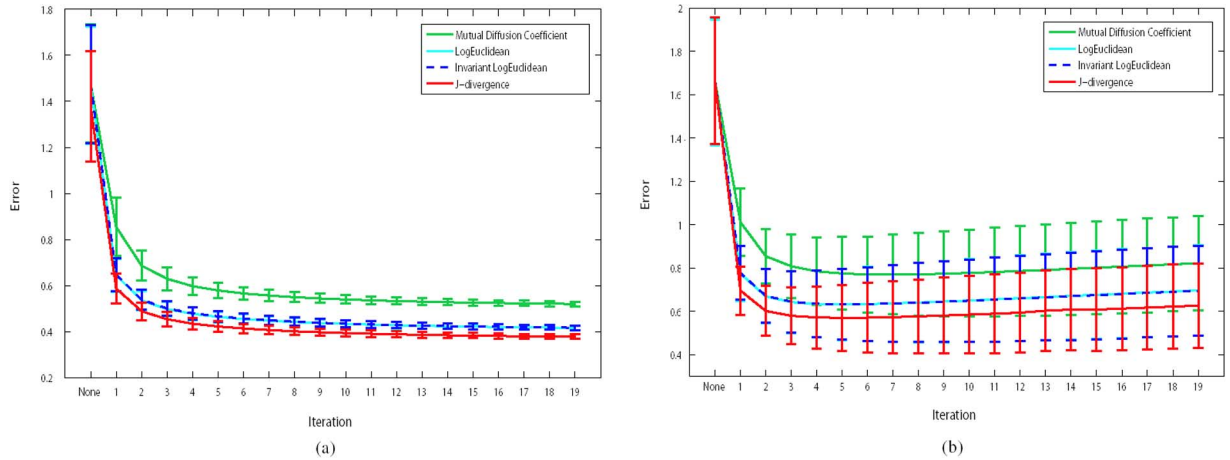 1.8
1.6
1.4
1.2
1
0.8
0.6
0.4
0.2
Error
Mutual Diffusion Coefficient
LogEuclidean
Invariant LogEuclidean
J-divergence
None 1 2 3 4 5 6 7 8 9 10 11 12 13 14 15 16 17 18 19
Iteration
(a)
2
1.8
1.6
1.4
1.2
1
0.8
0.6
0.4
Error
Mutual Diffusion Coefficient
LogEuclidean
Invariant LogEuclidean
J-divergence
None 1 2 3 4 5 6 7 8 9 10 11 12 13 14 15 16 17 18 19
Iteration
(b)